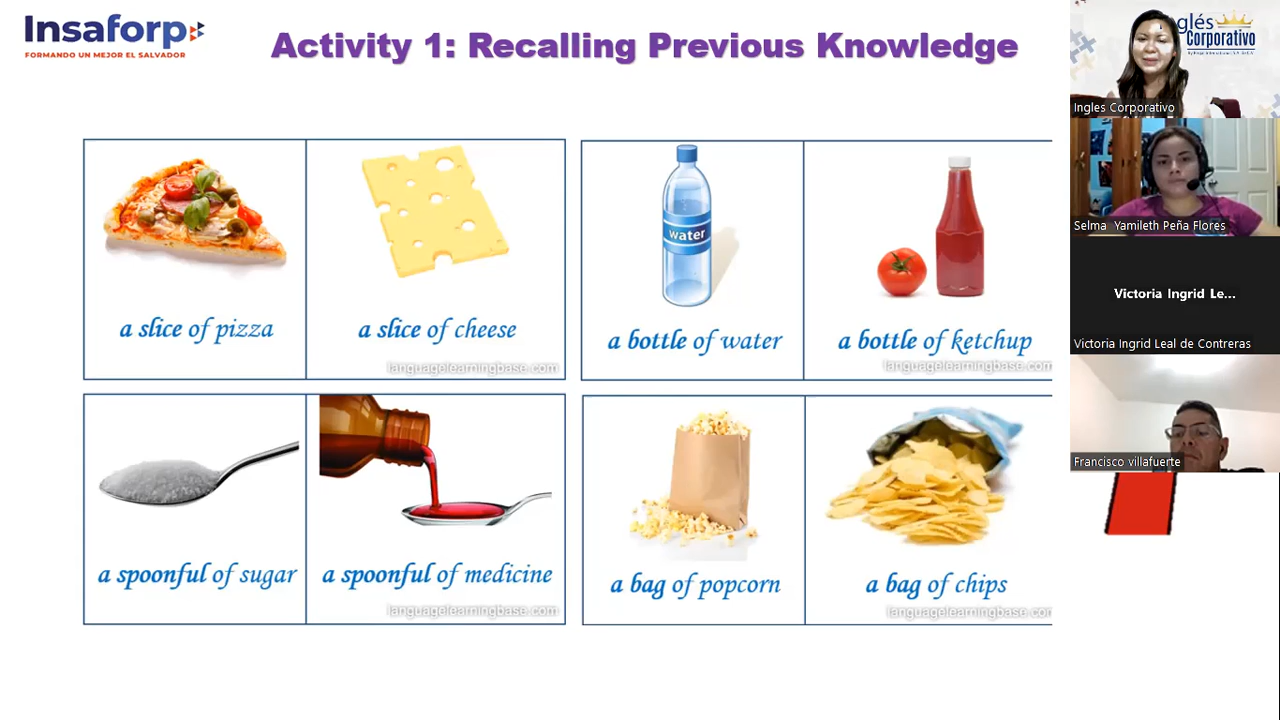 Insaforp
FORMANDO UN MEJOR EL SALVADOR
Activity 1: Recalling Previous Knowledge
a slice of pizza
a slice of cheese
languagelearningbase.com
water
a bottle of water
a bottle of ketchup
languagelearningbase.com
a spoonful of sugar
a spoonful of medicine
languagelearningbase.com
a bag of popcorn
a bag of chips
languagelearningbase.com
Inglés
Corporativo
Ingles Corporativo
Selma Yamileth Peña Flores
Victoria Ingrid Le...
Victoria Ingrid Leal de Contreras
Francisco villafuerte